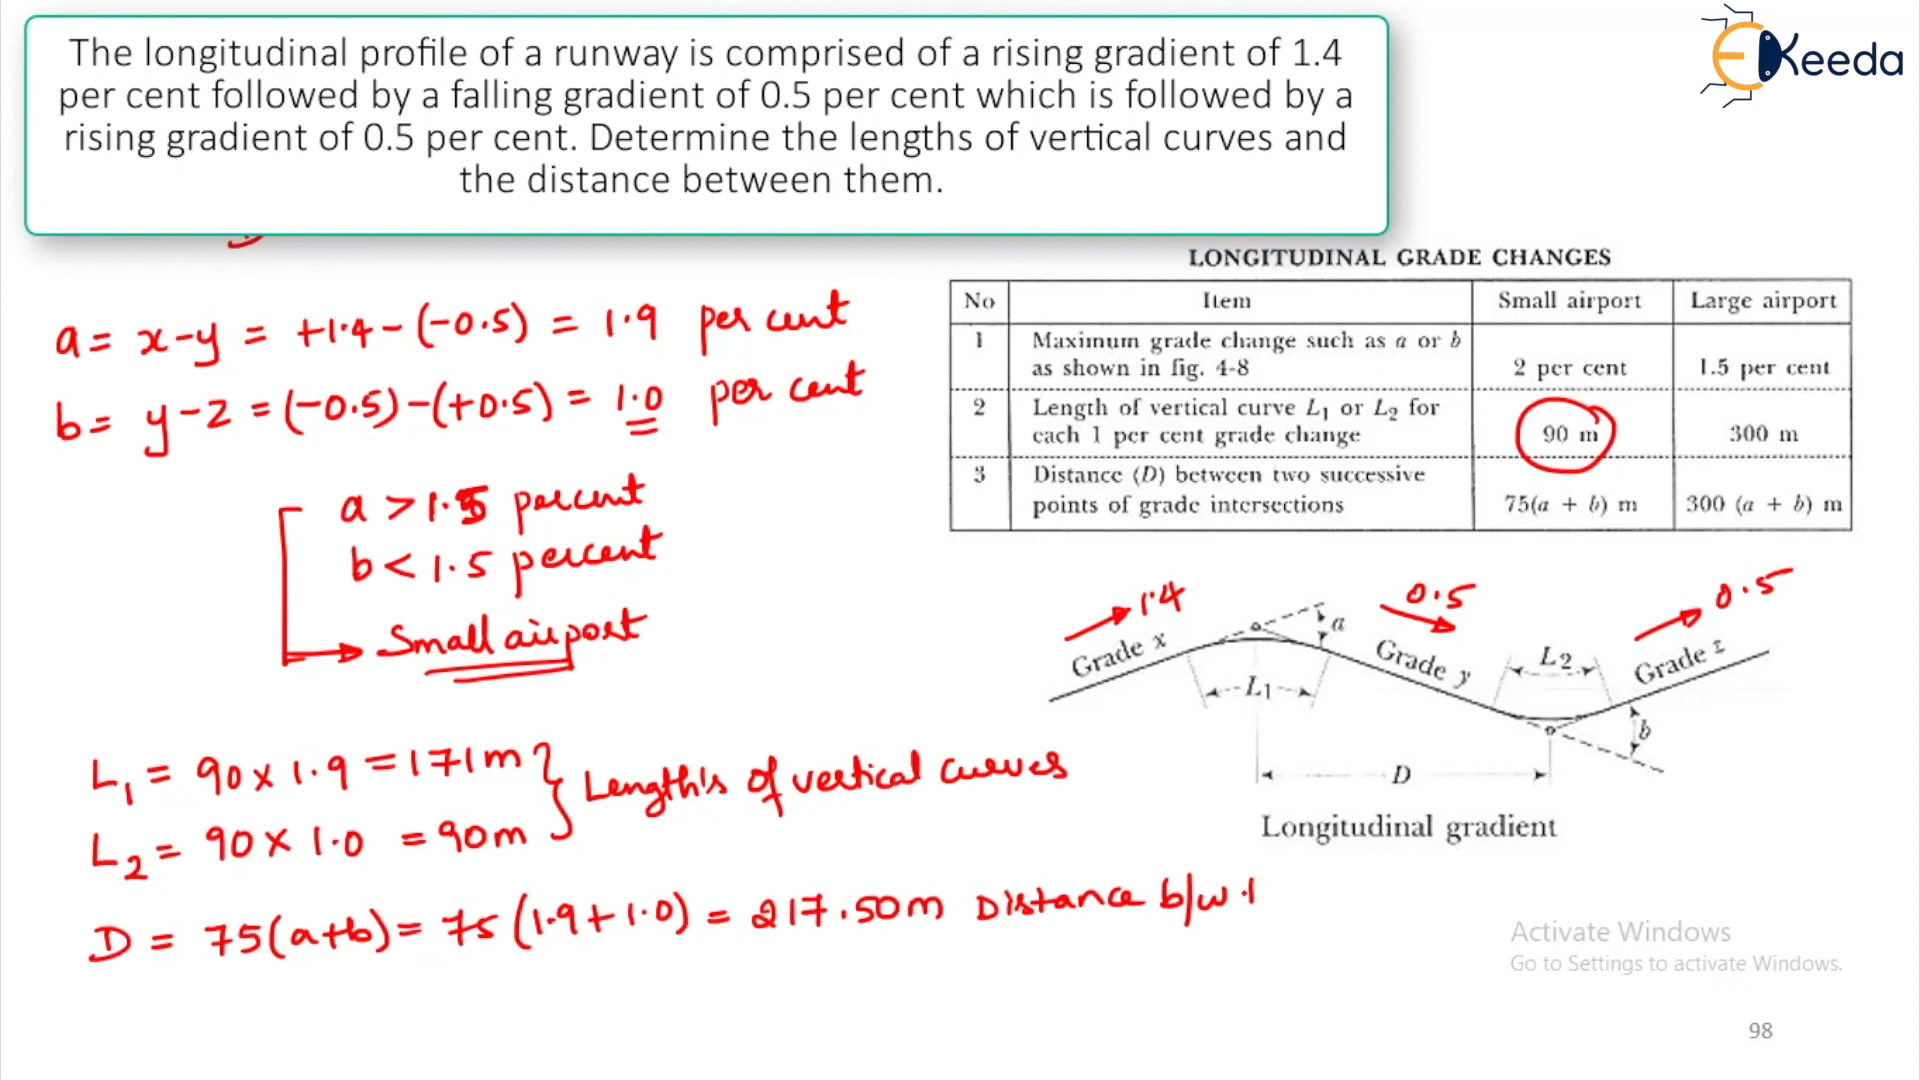 The longitudinal profile of a runway is comprised of a rising gradient of 1.4
per cent followed by a falling gradient of 0.5 per cent which is followed by a
rising gradient of 0.5 per cent. Determine the lengths of vertical curves and
the distance between them.
EKeeda
a = x-y = +1.4-(-0.5) = 1.9 per cent
b = y-z = (-0.5)-(+0.5) = 1.0 per cent
a > 1.5 percent
b < 1.5 percent
Small airport
L1 = 90 x 1.9 = 171m
L2 = 90 x 1.0 = 90m
Length's of vertical curves
D = 75(a+b) = 75(1.9+1.0) = 217.50m Distance b/w
LONGITUDINAL GRADE CHANGES
No Item Small airport Large airport
1 Maximum grade change such as a or b
as shown in fig. 4-8 2 per cent 1.5 per cent
2 Length of vertical curve L1 or L2 for
each 1 per cent grade change 90 m 300 m
3 Distance (D) between two successive
points of grade intersections 75(a + b) m 300 (a + b) m
1.4
0.5
0.5
Grade x
a
Grade y
L2
Grade z
L1
b
D
Longitudinal gradient
Activate Windows
Go to Settings to activate Windows.
98